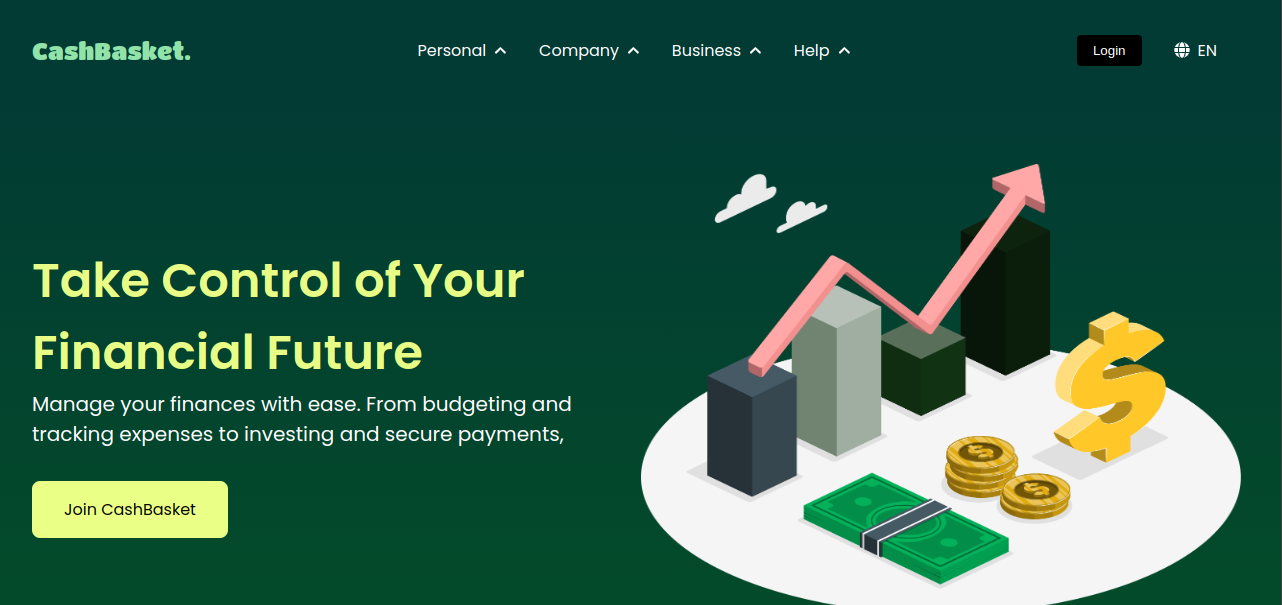 CashBasket.
Personal Company Business Help
Login
EN
Take Control of Your
Financial Future
Manage your finances with ease. From budgeting and
tracking expenses to investing and secure payments,
Join CashBasket